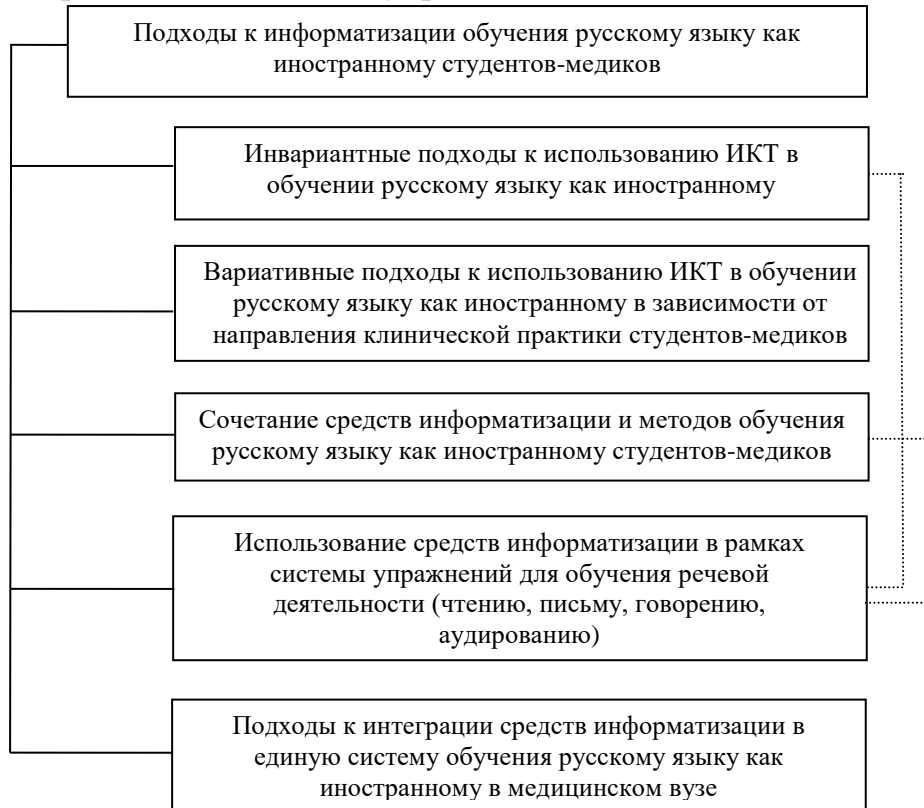 Подходы к информатизации обучения русскому языку как
иностранному студентов-медиков
Инвариантные подходы к использованию ИКТ в
обучении русскому языку как иностранному
Вариативные подходы к использованию ИКТ в обучении
русскому языку как иностранному в зависимости от
направления клинической практики студентов-медиков
Сочетание средств информатизации и методов обучения
русскому языку как иностранному студентов-медиков
Использование средств информатизации в рамках
системы упражнений для обучения речевой
деятельности (чтению, письму, говорению,
аудированию)
Подходы к интеграции средств информатизации в
единую систему обучения русскому языку как
иностранному в медицинском вузе